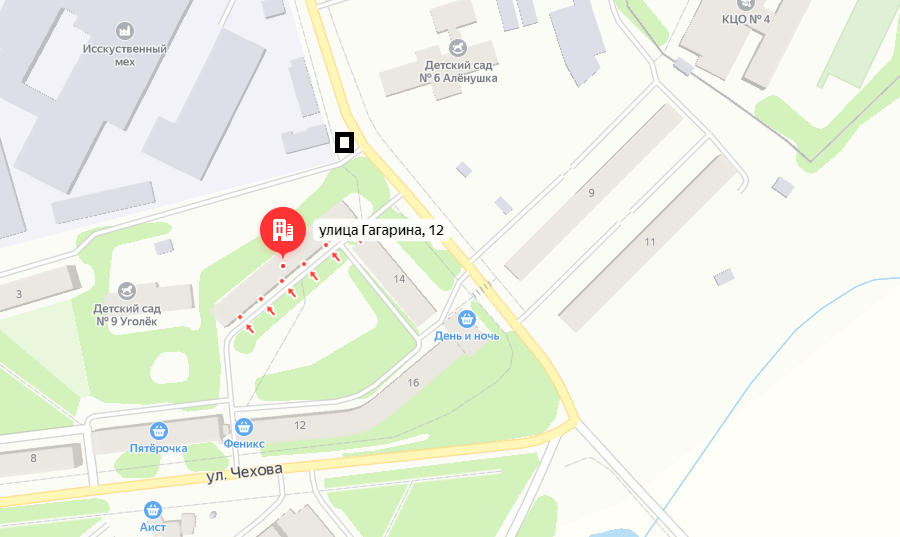 КЦО № 4
Исскуственный
мех
Детский сад
№ 6 Алёнушка
9
улица Гагарина, 12
11
14
3
Детский сад
№ 9 Уголёк
День и ночь
16
12
Феникс
Пятёрочка
8
ул. Чехова
Аист